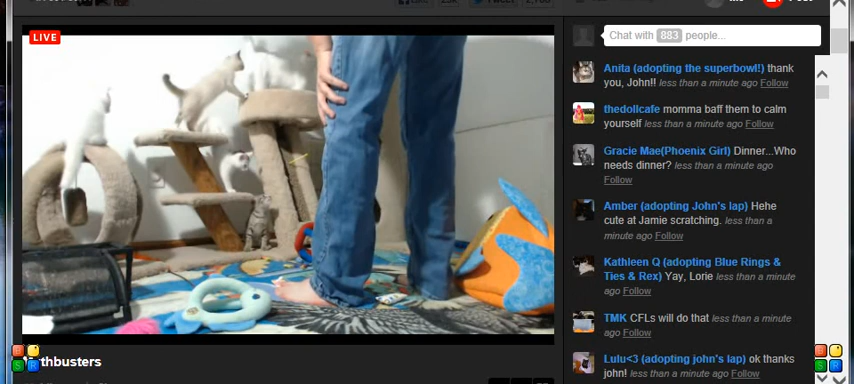 LIVE
Chat with 883 people...
Anita (adopting the superbowl!) thank
you, John!! less than a minute ago Follow
thedollcafe momma baff them to calm
yourself less than a minute ago Follow
Gracie Mae(Phoenix Girl) Dinner...Who
needs dinner? less than a minute ago
Follow
Amber (adopting John's lap) Hehe
cute at Jamie scratching. less than a
minute ago Follow
Kathleen Q (adopting Blue Rings &
Ties & Rex) Yay, Lorie less than a minute
ago Follow
TMK CFLs will do that less than a minute
ago Follow
Lulu<3 (adopting john's lap) ok thanks
john! less than a minute ago Follow
thbusters